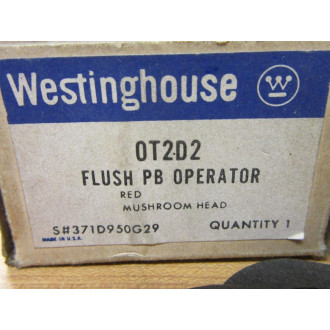 Westinghouse
OT2D2
FLUSH PB OPERATOR
RED
MUSHROOM HEAD
S#371D950G29 QUANTITY 1
MADE IN U.S.A.